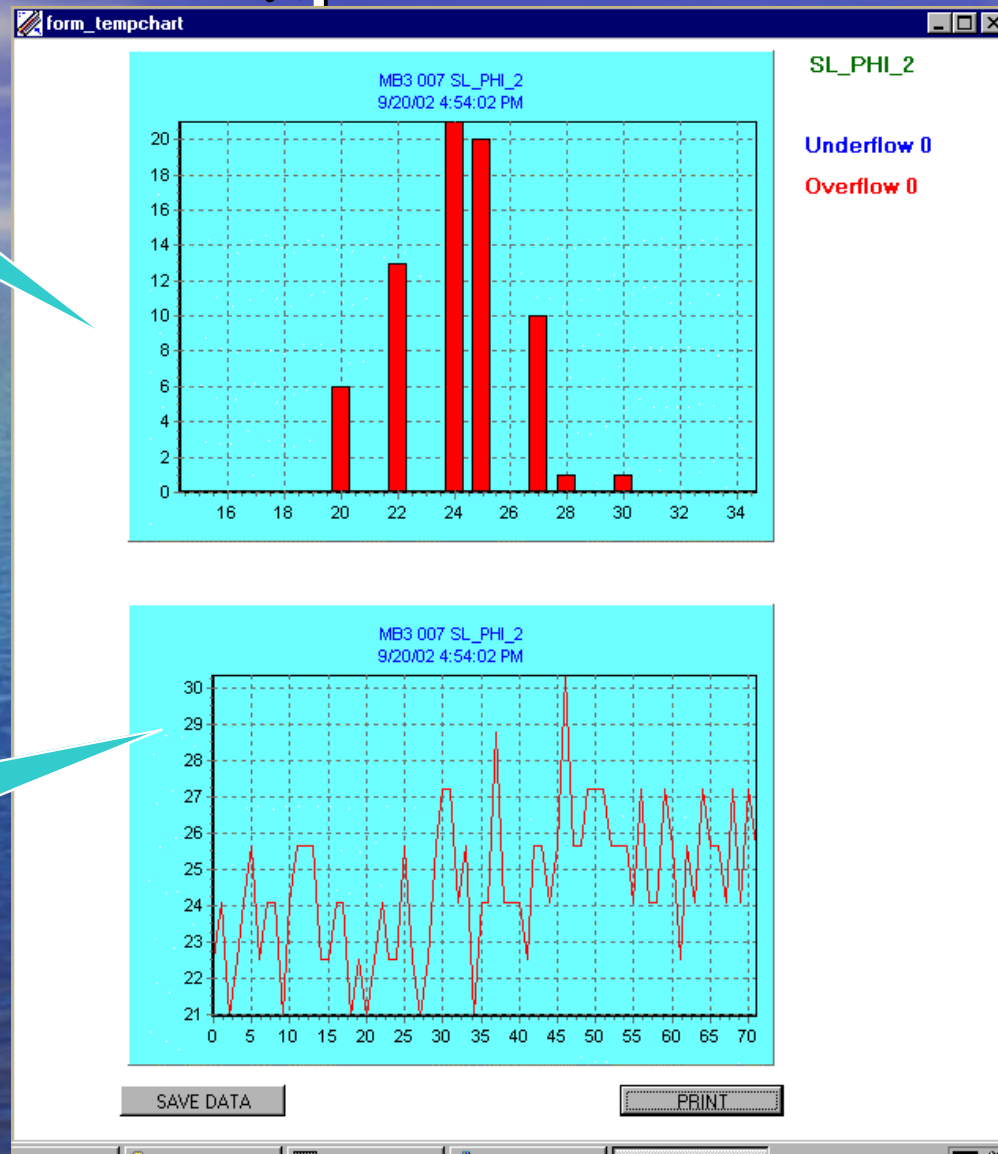 form_tempchart
MB3 007 SL_PHI_2
9/20/02 4:54:02 PM
20
18
16
14
12
10
8
6
4
2
0
16 18 20 22 24 26 28 30 32 34
SL_PHI_2
Underflow 0
Overflow 0
MB3 007 SL_PHI_2
9/20/02 4:54:02 PM
30
29
28
27
26
25
24
23
22
21
0 5 10 15 20 25 30 35 40 45 50 55 60 65 70
SAVE DATA
PRINT